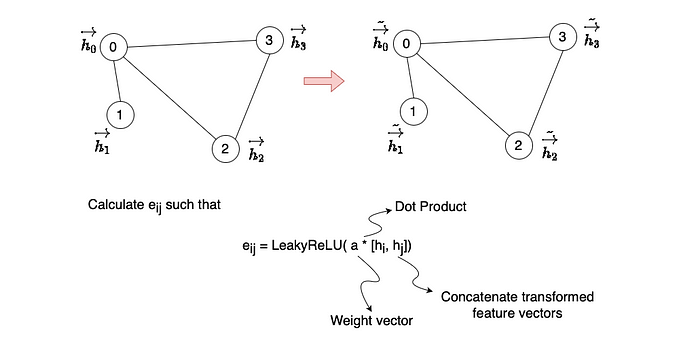 h₀ 0 3 h₃
1
h₁ 2 h₂
h̃₀ 0 3 h̃₃
1
h̃₁ 2 h̃₂
Calculate eᵢⱼ such that
Dot Product
eᵢⱼ = LeakyReLU( a * [hᵢ, hⱼ])
Concatenate transformed
feature vectors
Weight vector